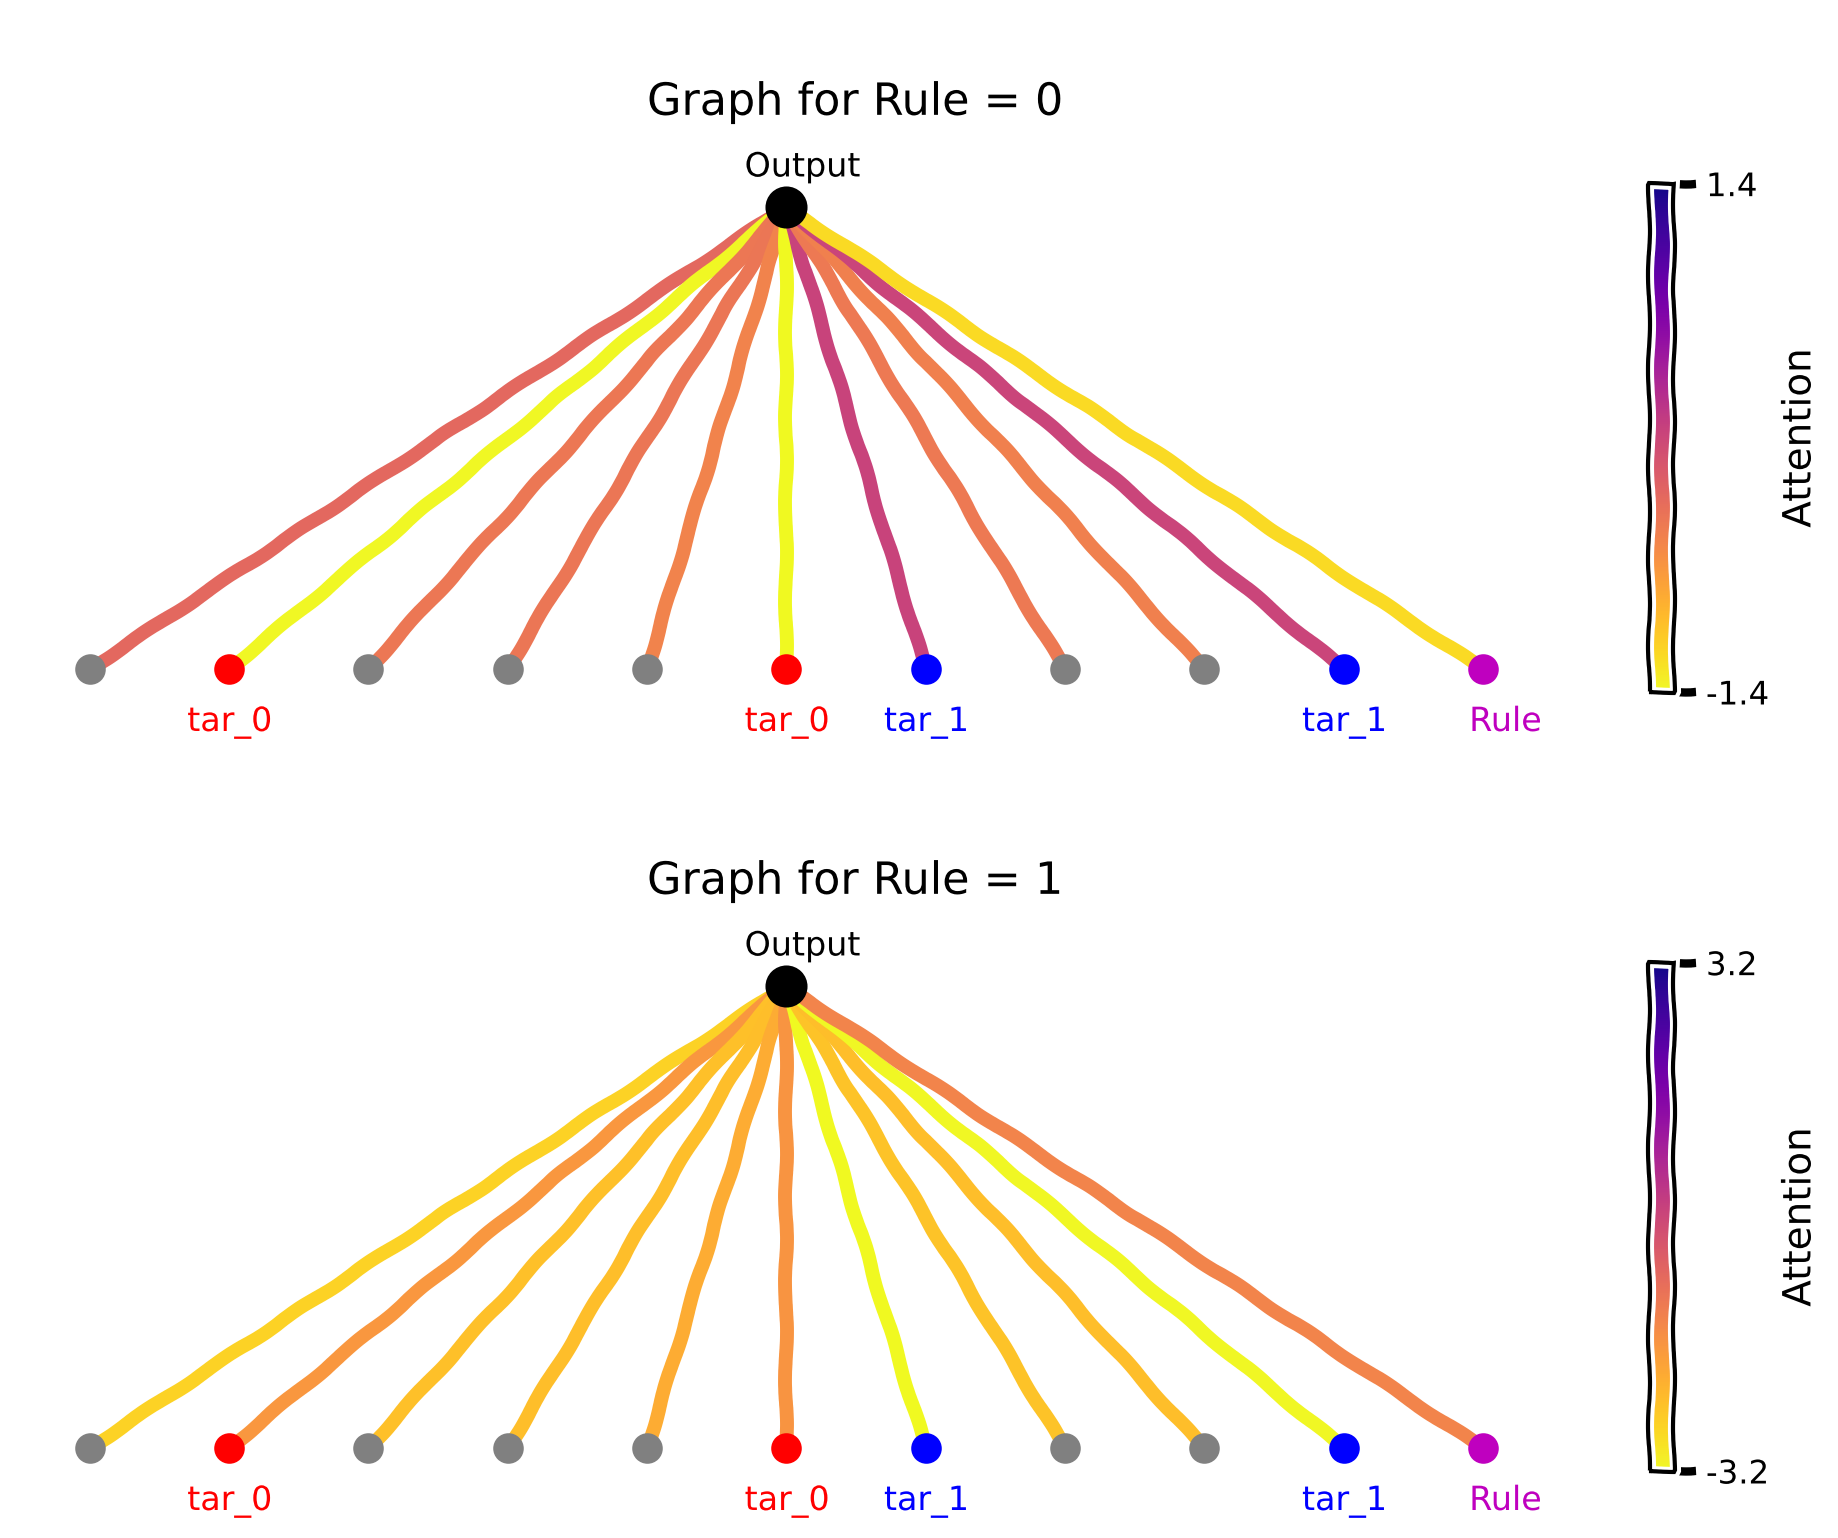 Graph for Rule = 0
Output
1.4
Attention
-1.4
tar_0 tar_0 tar_1 tar_1 Rule
Graph for Rule = 1
Output
3.2
Attention
-3.2
tar_0 tar_0 tar_1 tar_1 Rule